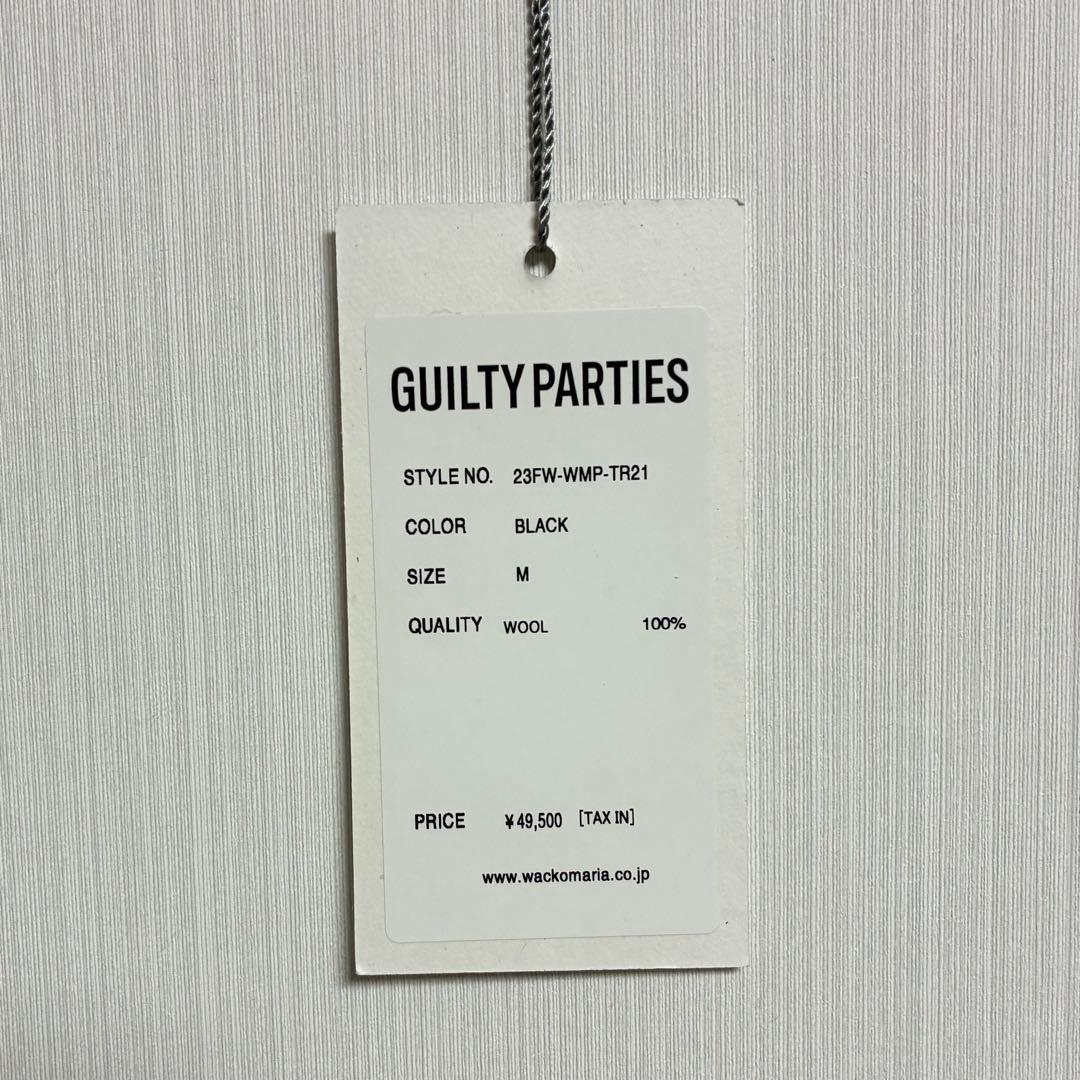 GUILTY PARTIES
STYLE NO. 23FW-WMP-TR21
COLOR BLACK
SIZE M
QUALITY WOOL 100%
PRICE ¥49,500 [TAX IN]
www.wackomaria.co.jp